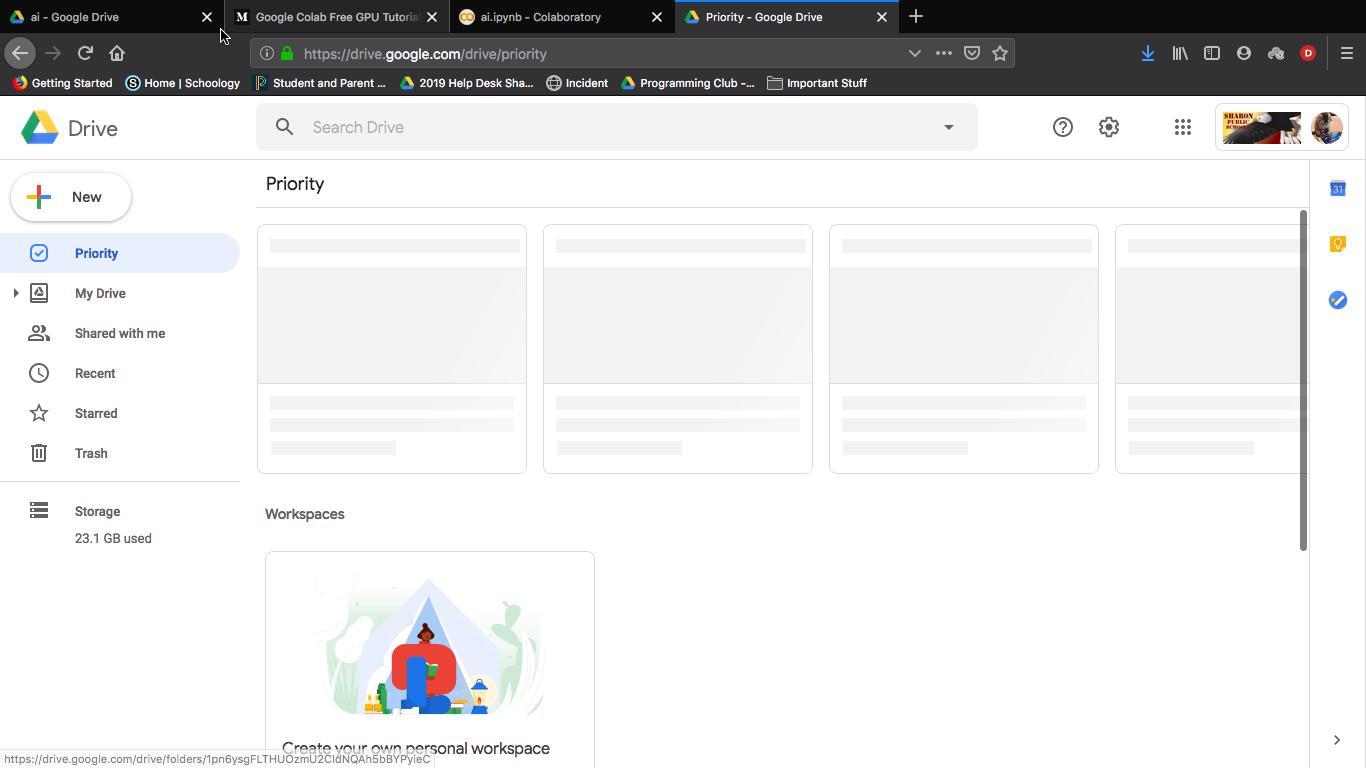 ai - Google Drive
Google Colab Free GPU Tutorial
ai.ipynb - Colaboratory
Priority - Google Drive
https://drive.google.com/drive/priority
D
Getting Started
Home | Schoology
Student and Parent ...
2019 Help Desk Sha...
Incident
Programming Club -...
Important Stuff
Drive
Search Drive
SHARON
PUBLIC
SCHOOLS
New
Priority
Priority
My Drive
Shared with me
Recent
Starred
Trash
Storage
23.1 GB used
31
Workspaces
Create your own personal workspace
https://drive.google.com/drive/folders/1pn6ysgFLTHUOzmU2CIdNQAh5bBYPyieC